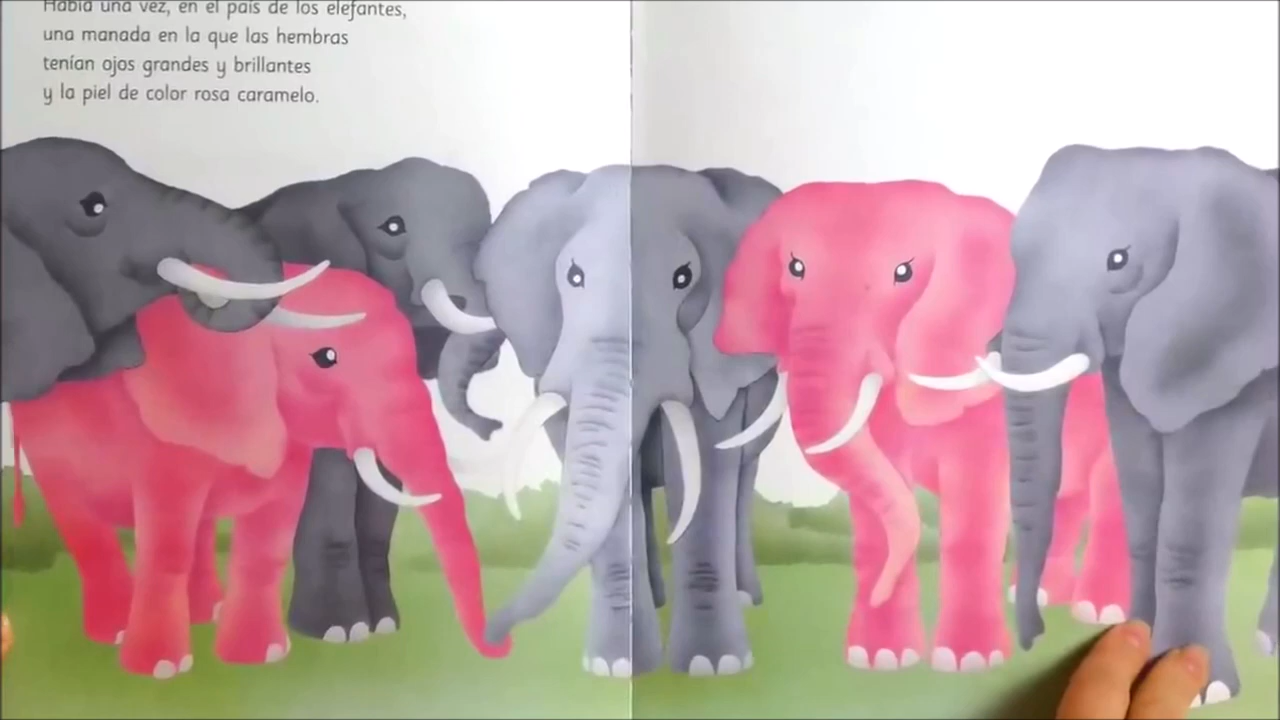 Había una vez, en el país de los elefantes,
una manada en la que las hembras
tenían ojos grandes y brillantes
y la piel de color rosa caramelo.